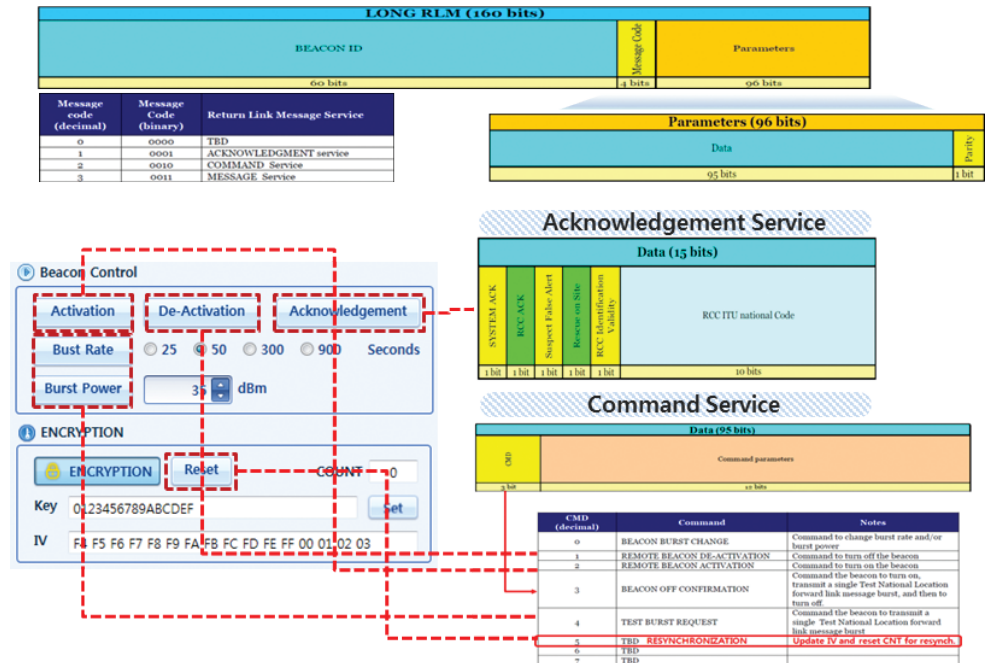 LONG RLM (160 bits)
BEACON ID
Message Code
Parameters
60 bits
4 bits
96 bits
Message code (decimal) Message Code (binary) Return Link Message Service
0 0000 TBD
1 0001 ACKNOWLEDGMENT service
2 0010 COMMAND Service
3 0011 MESSAGE Service
Parameters (96 bits)
Data
Parity
95 bits
1 bit
Acknowledgement Service
Data (15 bits)
SYSTEM ACK
RCC ACK
Suspect False Alert
Rescue on Site
RCC Identification Validity
RCC ITU national Code
1 bit 1 bit 1 bit 1 bit 1 bit 10 bits
Beacon Control
Activation De-Activation Acknowledgement
Bust Rate 25 50 300 900 Seconds
Burst Power 35 dBm
ENCRYPTION
ENCRYPTION Reset COUNT 0
Key 0123456789ABCDEF Set
IV F4 F5 F6 F7 F8 F9 FA FB FC FD FE FF 00 01 02 03
Command Service
Data (95 bits)
CMD
Command parameters
3 bit
12 bits
CMD (decimal) Command Notes
0 BEACON BURST CHANGE Command to change burst rate and/or
burst power
1 REMOTE BEACON DE-ACTIVATION Command to turn off the beacon
2 REMOTE BEACON ACTIVATION Command to turn on the beacon
3 BEACON OFF CONFIRMATION Command the beacon to turn on,
transmit a single Test National Location
forward link message burst, and then to
turn off.
4 TEST BURST REQUEST Command the beacon to transmit a
single Test National Location forward
link message burst
5 TBD RESYNCHRONIZATION Update IV and reset CNT for resynch.
6 TBD
7 TBD